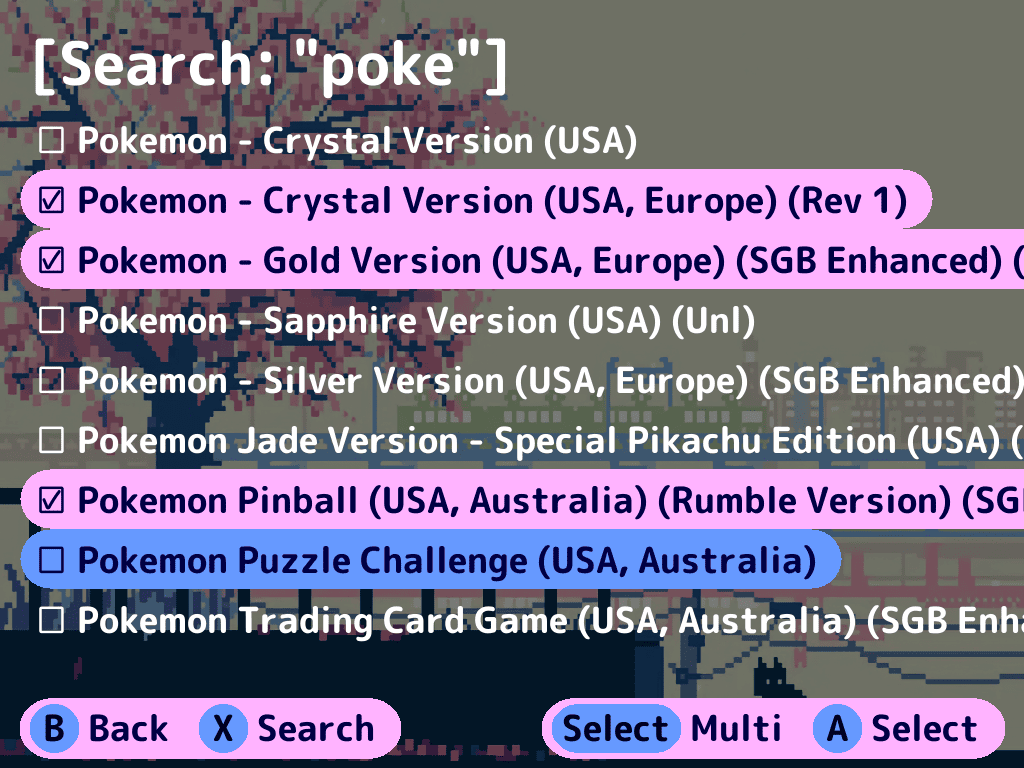 [Search: "poke"]
☐ Pokemon - Crystal Version (USA)
☑ Pokemon - Crystal Version (USA, Europe) (Rev 1)
☑ Pokemon - Gold Version (USA, Europe) (SGB Enhanced) (
☐ Pokemon - Sapphire Version (USA) (Unl)
☐ Pokemon - Silver Version (USA, Europe) (SGB Enhanced)
☐ Pokemon Jade Version - Special Pikachu Edition (USA) (
☑ Pokemon Pinball (USA, Australia) (Rumble Version) (SG
☐ Pokemon Puzzle Challenge (USA, Australia)
☐ Pokemon Trading Card Game (USA, Australia) (SGB Enha
B Back X Search Select Multi A Select